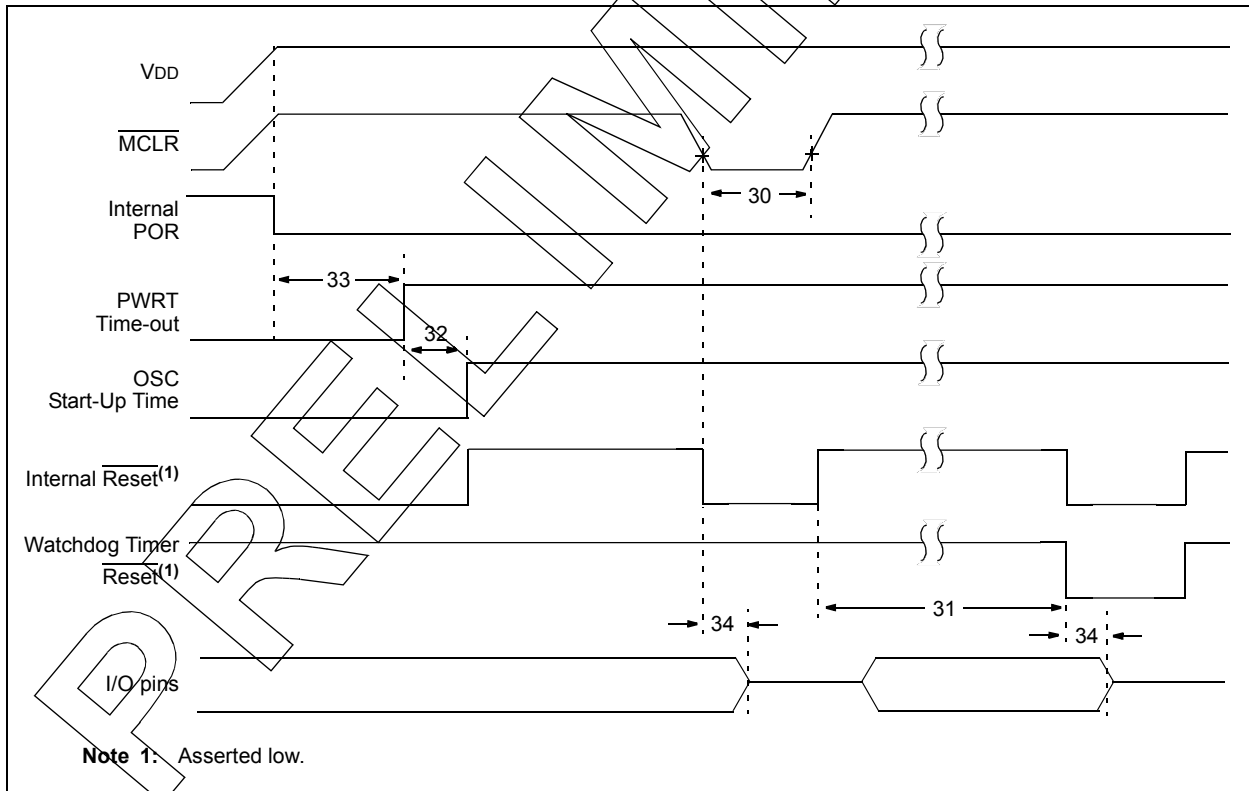 VDD
MCLR
30
Internal
POR
33
PWRT
Time-out
32
OSC
Start-Up Time
Internal Reset(1)
Watchdog Timer
Reset(1)
31
34
34
I/O pins
Note 1: Asserted low.
PRELIMIN